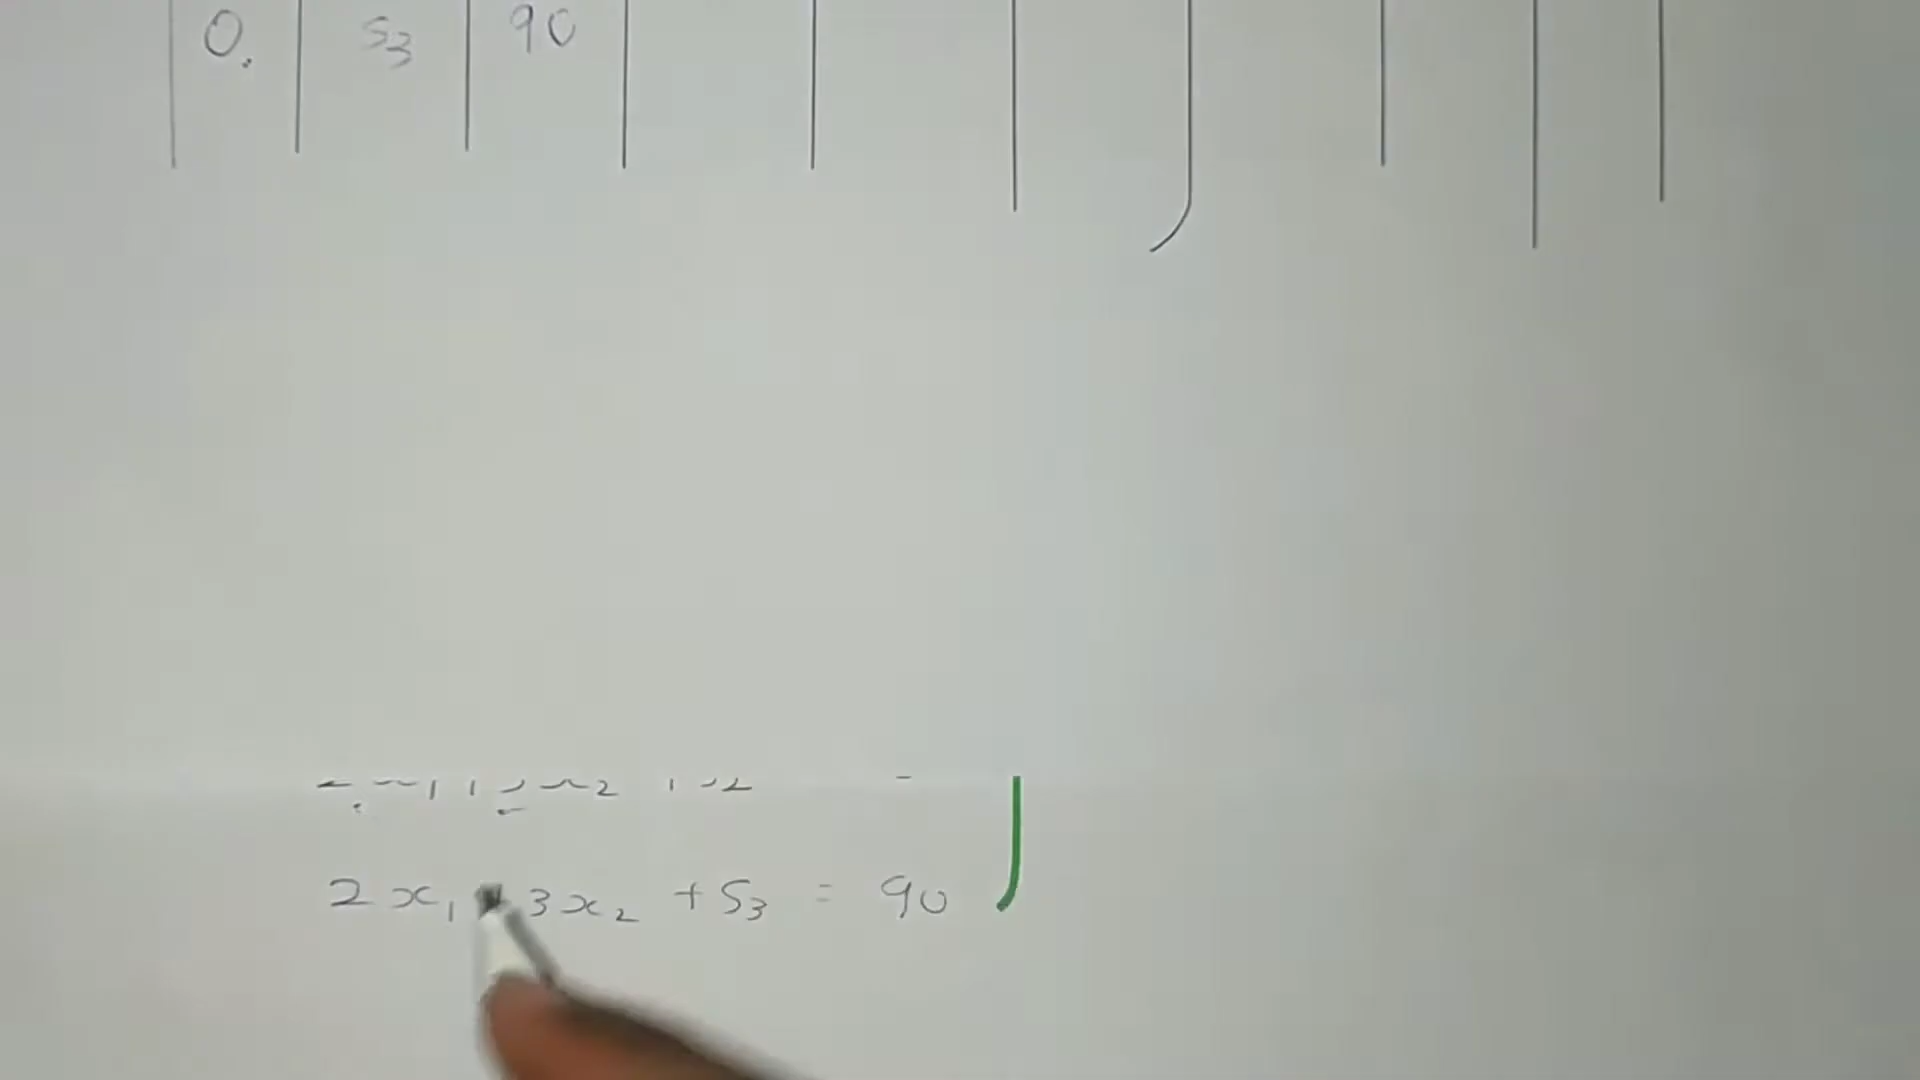 0. S3 90
2x₁ 3x₂ + S₃ = 90